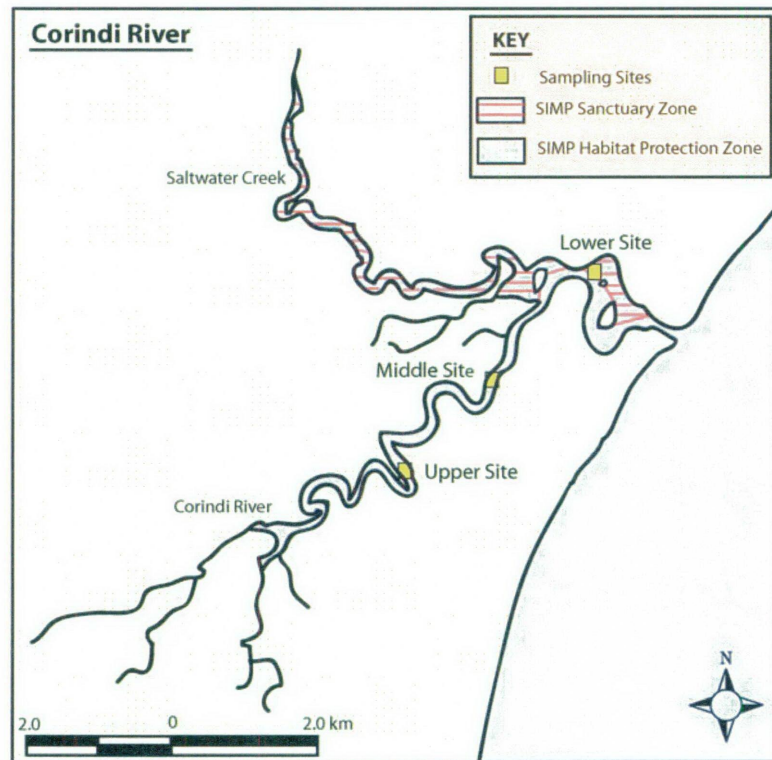 Corindi River
KEY
Sampling Sites
SIMP Sanctuary Zone
SIMP Habitat Protection Zone
Saltwater Creek
Lower Site
Middle Site
Upper Site
Corindi River
N
2.0 0 2.0 km